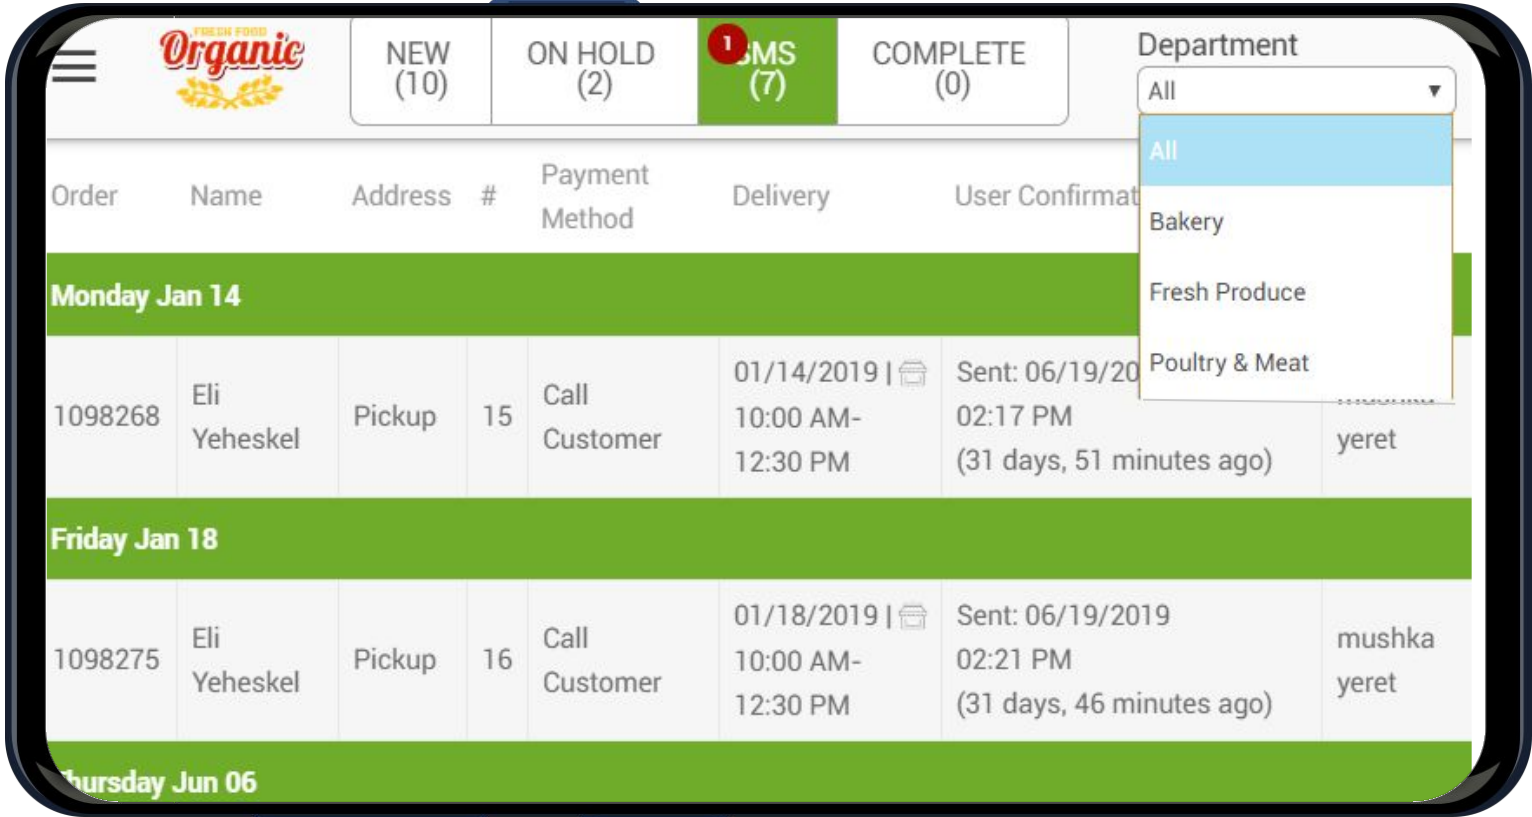 FRESH FOOD
Organic
NEW
(10)
ON HOLD
(2)
1
SMS
(7)
COMPLETE
(0)
Department
All
All
Bakery
Fresh Produce
Poultry & Meat
Order
Name
Address
#
Payment
Method
Delivery
User Confirmat
Monday Jan 14
1098268
Eli
Yeheskel
Pickup
15
Call
Customer
01/14/2019 |
10:00 AM-
12:30 PM
Sent: 06/19/20
02:17 PM
(31 days, 51 minutes ago)
mushka
yeret
Friday Jan 18
1098275
Eli
Yeheskel
Pickup
16
Call
Customer
01/18/2019 |
10:00 AM-
12:30 PM
Sent: 06/19/2019
02:21 PM
(31 days, 46 minutes ago)
mushka
yeret
Thursday Jun 06